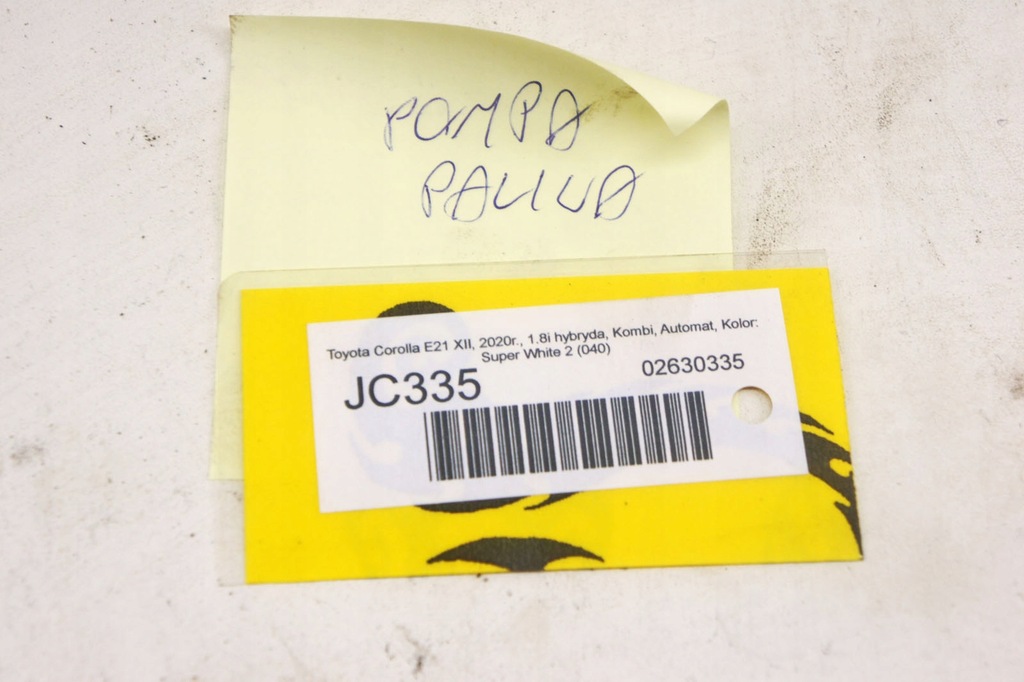 POMPA
PALIWA
Toyota Corolla E21 XII, 2020r., 1.8i hybryda, Kombi, Automat, Kolor:
Super White 2 (040)
JC335
02630335